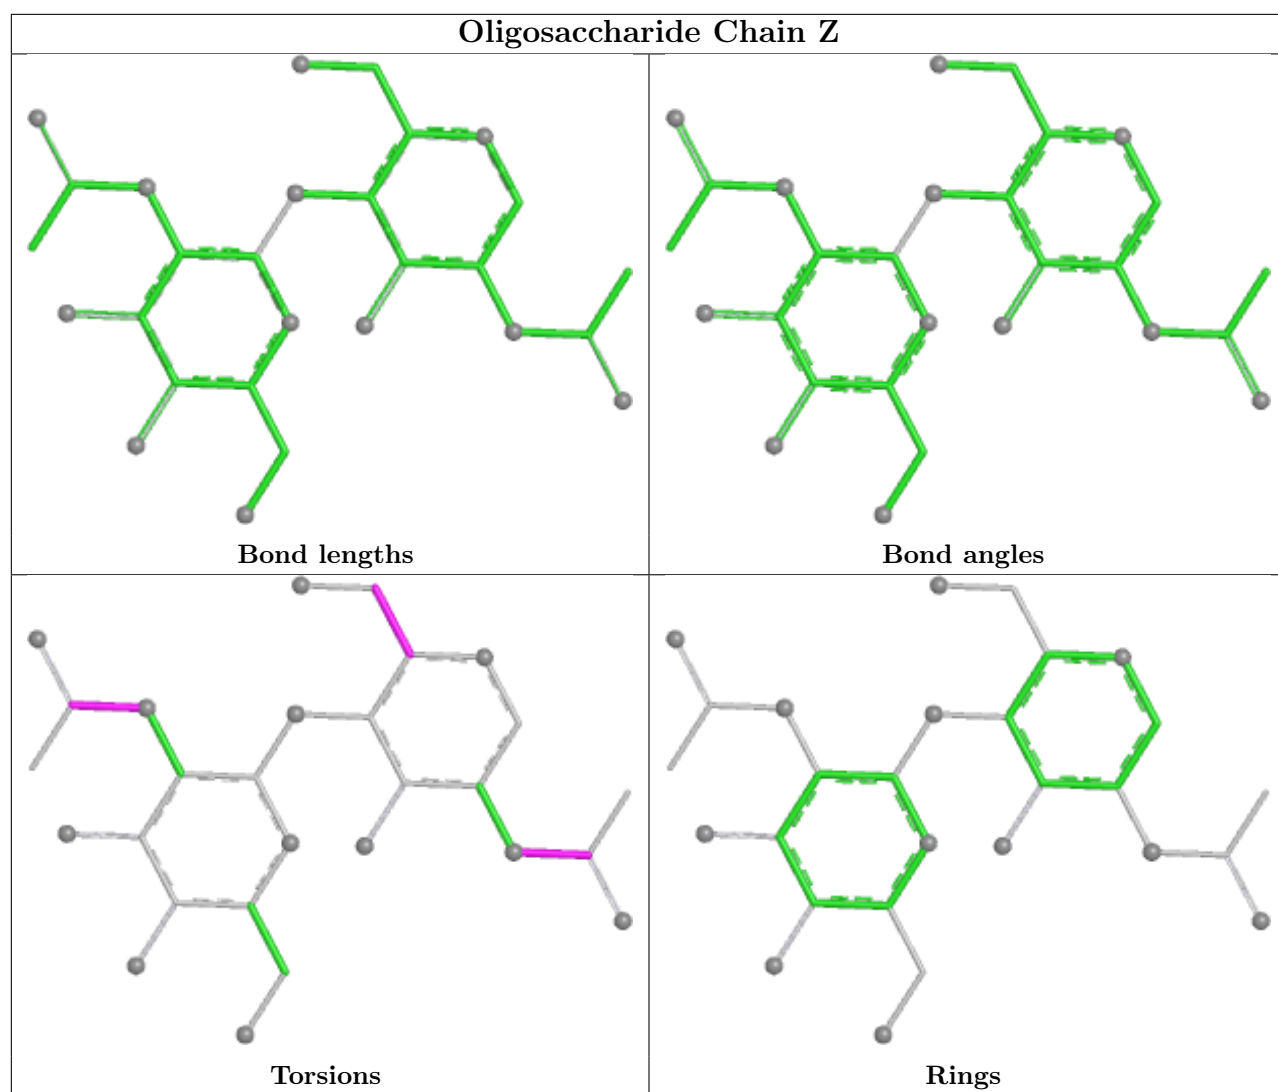 Oligosaccharide Chain Z
Bond lengths
Bond angles
Torsions
Rings